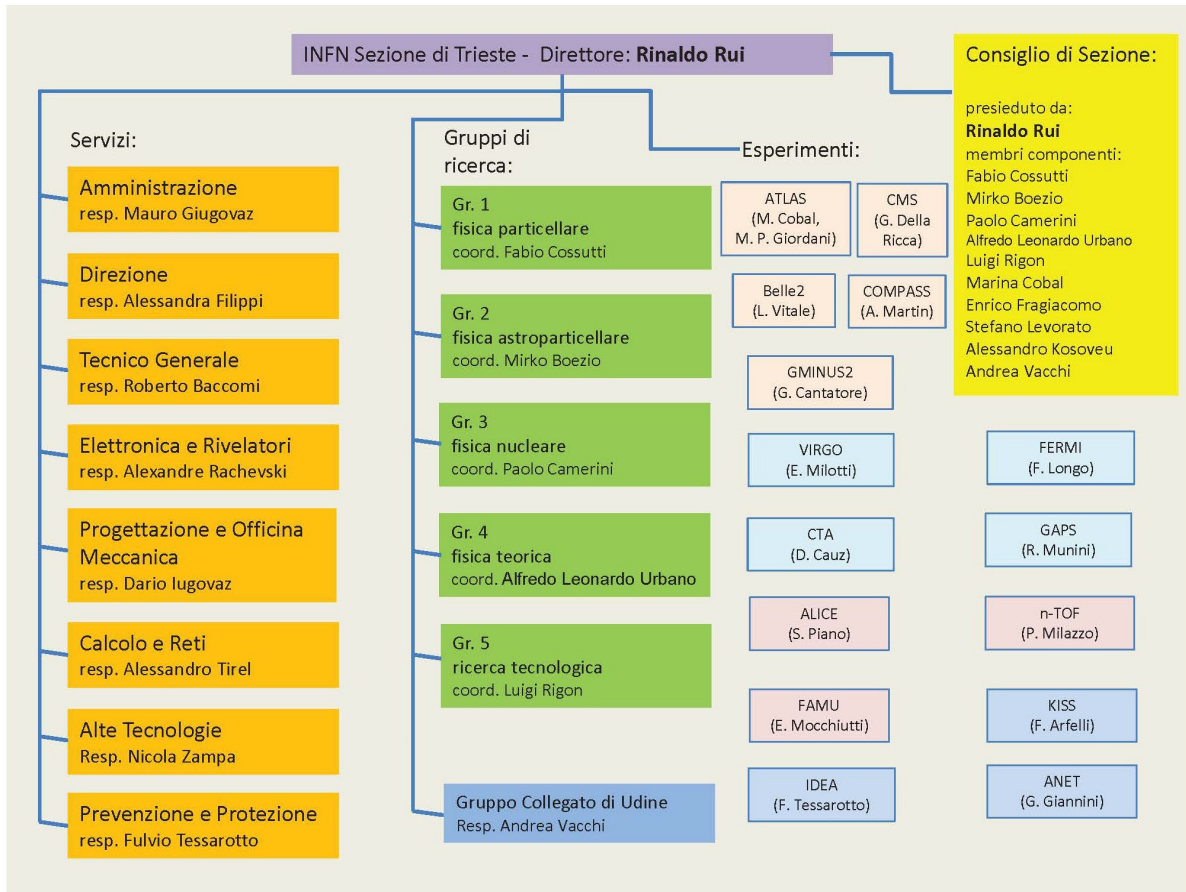 INFN Sezione di Trieste - Direttore: Rinaldo Rui
Consiglio di Sezione:
presieduto da:
Rinaldo Rui
membri componenti:
Fabio Cossutti
Mirko Boezio
Paolo Camerini
Alfredo Leonardo Urbano
Luigi Rigon
Marina Cobal
Enrico Fragiacomo
Stefano Levorato
Alessandro Kosoveu
Andrea Vacchi
Servizi:
Amministrazione
resp. Mauro Giugovaz
Direzione
resp. Alessandra Filippi
Tecnico Generale
resp. Roberto Baccomi
Elettronica e Rivelatori
resp. Alexandre Rachevski
Progettazione e Officina
Meccanica
resp. Dario Iugovaz
Calcolo e Reti
resp. Alessandro Tirel
Alte Tecnologie
Resp. Nicola Zampa
Prevenzione e Protezione
resp. Fulvio Tessarotto
Gruppi di
ricerca:
Gr. 1
fisica particellare
coord. Fabio Cossutti
Gr. 2
fisica astroparticellare
coord. Mirko Boezio
Gr. 3
fisica nucleare
coord. Paolo Camerini
Gr. 4
fisica teorica
coord. Alfredo Leonardo Urbano
Gr. 5
ricerca tecnologica
coord. Luigi Rigon
Gruppo Collegato di Udine
Resp. Andrea Vacchi
Esperimenti:
ATLAS
(M. Cobal,
M. P. Giordani)
CMS
(G. Della
Ricca)
Belle2
(L. Vitale)
COMPASS
(A. Martin)
GMINUS2
(G. Cantatore)
VIRGO
(E. Milotti)
FERMI
(F. Longo)
CTA
(D. Cauz)
GAPS
(R. Munini)
ALICE
(S. Piano)
n-TOF
(P. Milazzo)
FAMU
(E. Mocchiutti)
KISS
(F. Arfelli)
IDEA
(F. Tessarotto)
ANET
(G. Giannini)